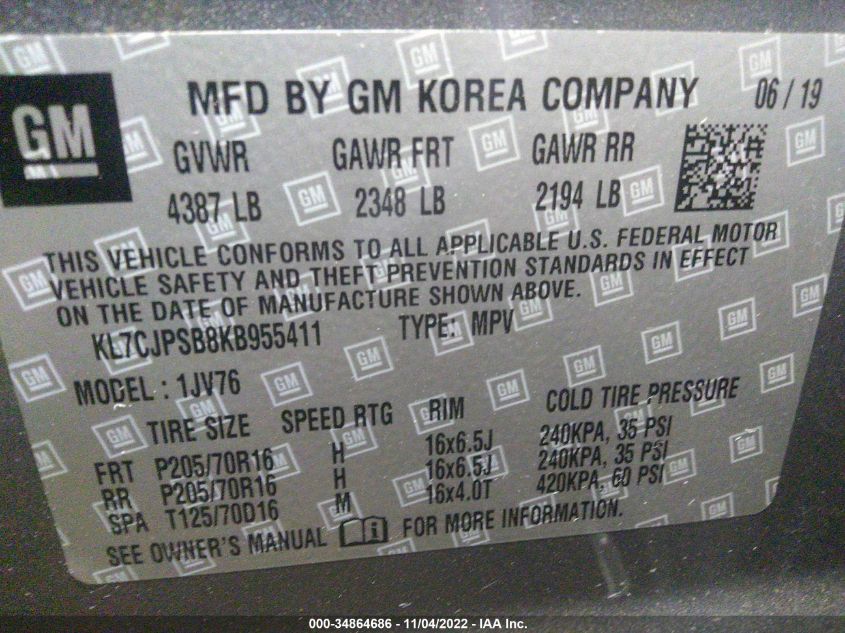 GM
MFD BY GM KOREA COMPANY 06/19
GVWR GAWR FRT GAWR RR
4387 LB 2348 LB 2194 LB
THIS VEHICLE CONFORMS TO ALL APPLICABLE U.S. FEDERAL MOTOR
VEHICLE SAFETY AND THEFT PREVENTION STANDARDS IN EFFECT
ON THE DATE OF MANUFACTURE SHOWN ABOVE.
KL7CJPSB8KB955411 TYPE: MPV
MODEL: 1JV76
TIRE SIZE SPEED RTG RIM COLD TIRE PRESSURE
FRT P205/70R16 H 16x6.5J 240KPA, 35 PSI
RR P205/70R16 H 16x6.5J 240KPA, 35 PSI
SPA T125/70D16 M 16x4.0T 420KPA, 60 PSI
SEE OWNER'S MANUAL FOR MORE INFORMATION.
000-34864686 - 11/04/2022 - IAA Inc.